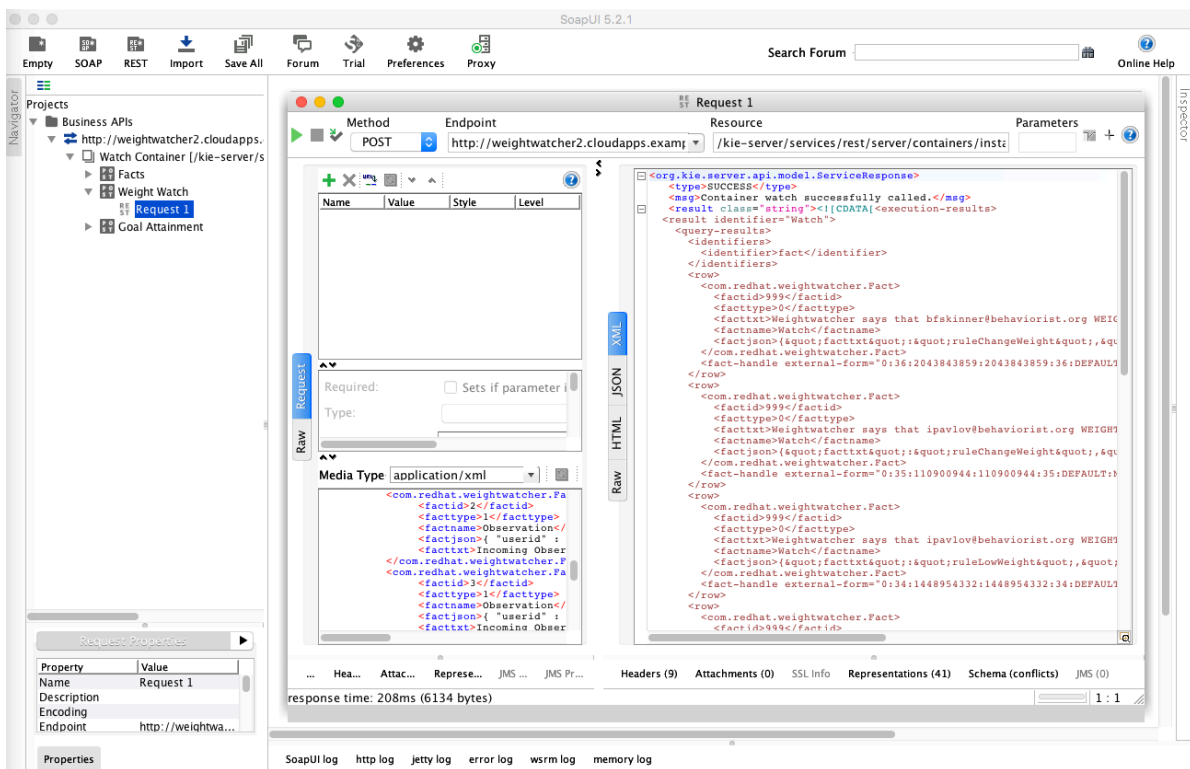 SoapUI 5.2.1
Empty SOAP REST Import Save All Forum Trial Preferences Proxy Search Forum Online Help
Navigator
Projects
Business APIs
http://weightwatcher2.cloudapps.
Watch Container [/kie-server/s
Facts
Weight Watch
Request 1
Goal Attainment
Request Properties
Property Value
Name Request 1
Description
Encoding
Endpoint http://weightwa...
Properties
Request 1
Method Endpoint Resource Parameters
POST http://weightwatcher2.cloudapps.examp /kie-server/services/rest/server/containers/insta
Name Value Style Level
Request
Raw
Required: Sets if parameter i
Type:
Media Type application/xml
<com.redhat.weightwatcher.Fa
<factid>2</factid>
<facttype>1</facttype>
<factname>Observation</
<factjson>{ "userid" :
<facttxt>Incoming Obser
</com.redhat.weightwatcher.F
<com.redhat.weightwatcher.Fa
<factid>3</factid>
<facttype>1</facttype>
<factname>Observation</
<factjson>{ "userid" :
<facttxt>Incoming Obser
... Hea... Attac... Represe... JMS ... JMS Pr...
XML
JSON
HTML
Raw
<org.kie.server.api.model.ServiceResponse>
<type>SUCCESS</type>
<msg>Container watch successfully called.</msg>
<result class="string"><![CDATA[<execution-results>
<result identifier="Watch">
<query-results>
<identifiers>
<identifier>fact</identifier>
</identifiers>
<row>
<com.redhat.weightwatcher.Fact>
<factid>999</factid>
<facttype>0</facttype>
<facttxt>Weightwatcher says that bfskinner@behaviorist.org WEIG
<factname>Watch</factname>
<factjson>{&quot;facttxt&quot;:&quot;ruleChangeWeight&quot;,&qu
</com.redhat.weightwatcher.Fact>
<fact-handle external-form="0:36:2043843859:2043843859:36:DEFAULT
</row>
<row>
<com.redhat.weightwatcher.Fact>
<factid>999</factid>
<facttype>0</facttype>
<facttxt>Weightwatcher says that ipavlov@behaviorist.org WEIGHT
<factname>Watch</factname>
<factjson>{&quot;facttxt&quot;:&quot;ruleChangeWeight&quot;,&qu
</com.redhat.weightwatcher.Fact>
<fact-handle external-form="0:35:110900944:110900944:35:DEFAULT:N
</row>
<row>
<com.redhat.weightwatcher.Fact>
<factid>999</factid>
<facttype>0</facttype>
<facttxt>Weightwatcher says that ipavlov@behaviorist.org WEIGHT
<factname>Watch</factname>
<factjson>{&quot;facttxt&quot;:&quot;ruleLowWeight&quot;,&quot;
</com.redhat.weightwatcher.Fact>
<fact-handle external-form="0:34:1448954332:1448954332:34:DEFAULT
</row>
<row>
<com.redhat.weightwatcher.Fact>
<factid>999</factid>
Headers (9) Attachments (0) SSL Info Representations (41) Schema (conflicts) JMS (0)
response time: 208ms (6134 bytes) 1 : 1
SoapUI log http log jetty log error log wsrm log memory log
Inspector